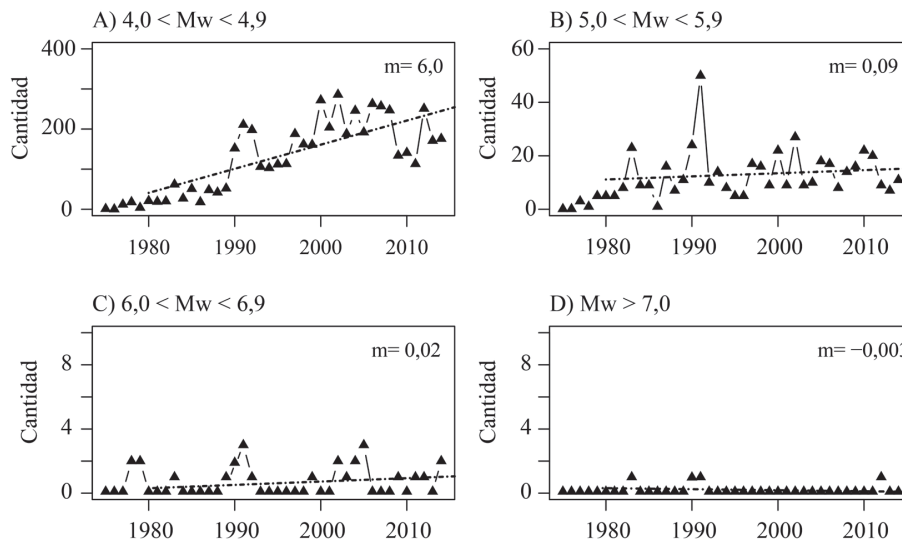 A) 4,0 < Mw < 4,9
m= 6,0
Cantidad
400
200
0
1980 1990 2000 2010
B) 5,0 < Mw < 5,9
m= 0,09
Cantidad
60
40
20
0
1980 1990 2000 2010
C) 6,0 < Mw < 6,9
m= 0,02
Cantidad
8
4
0
1980 1990 2000 2010
D) Mw > 7,0
m= −0,003
Cantidad
8
4
0
1980 1990 2000 2010